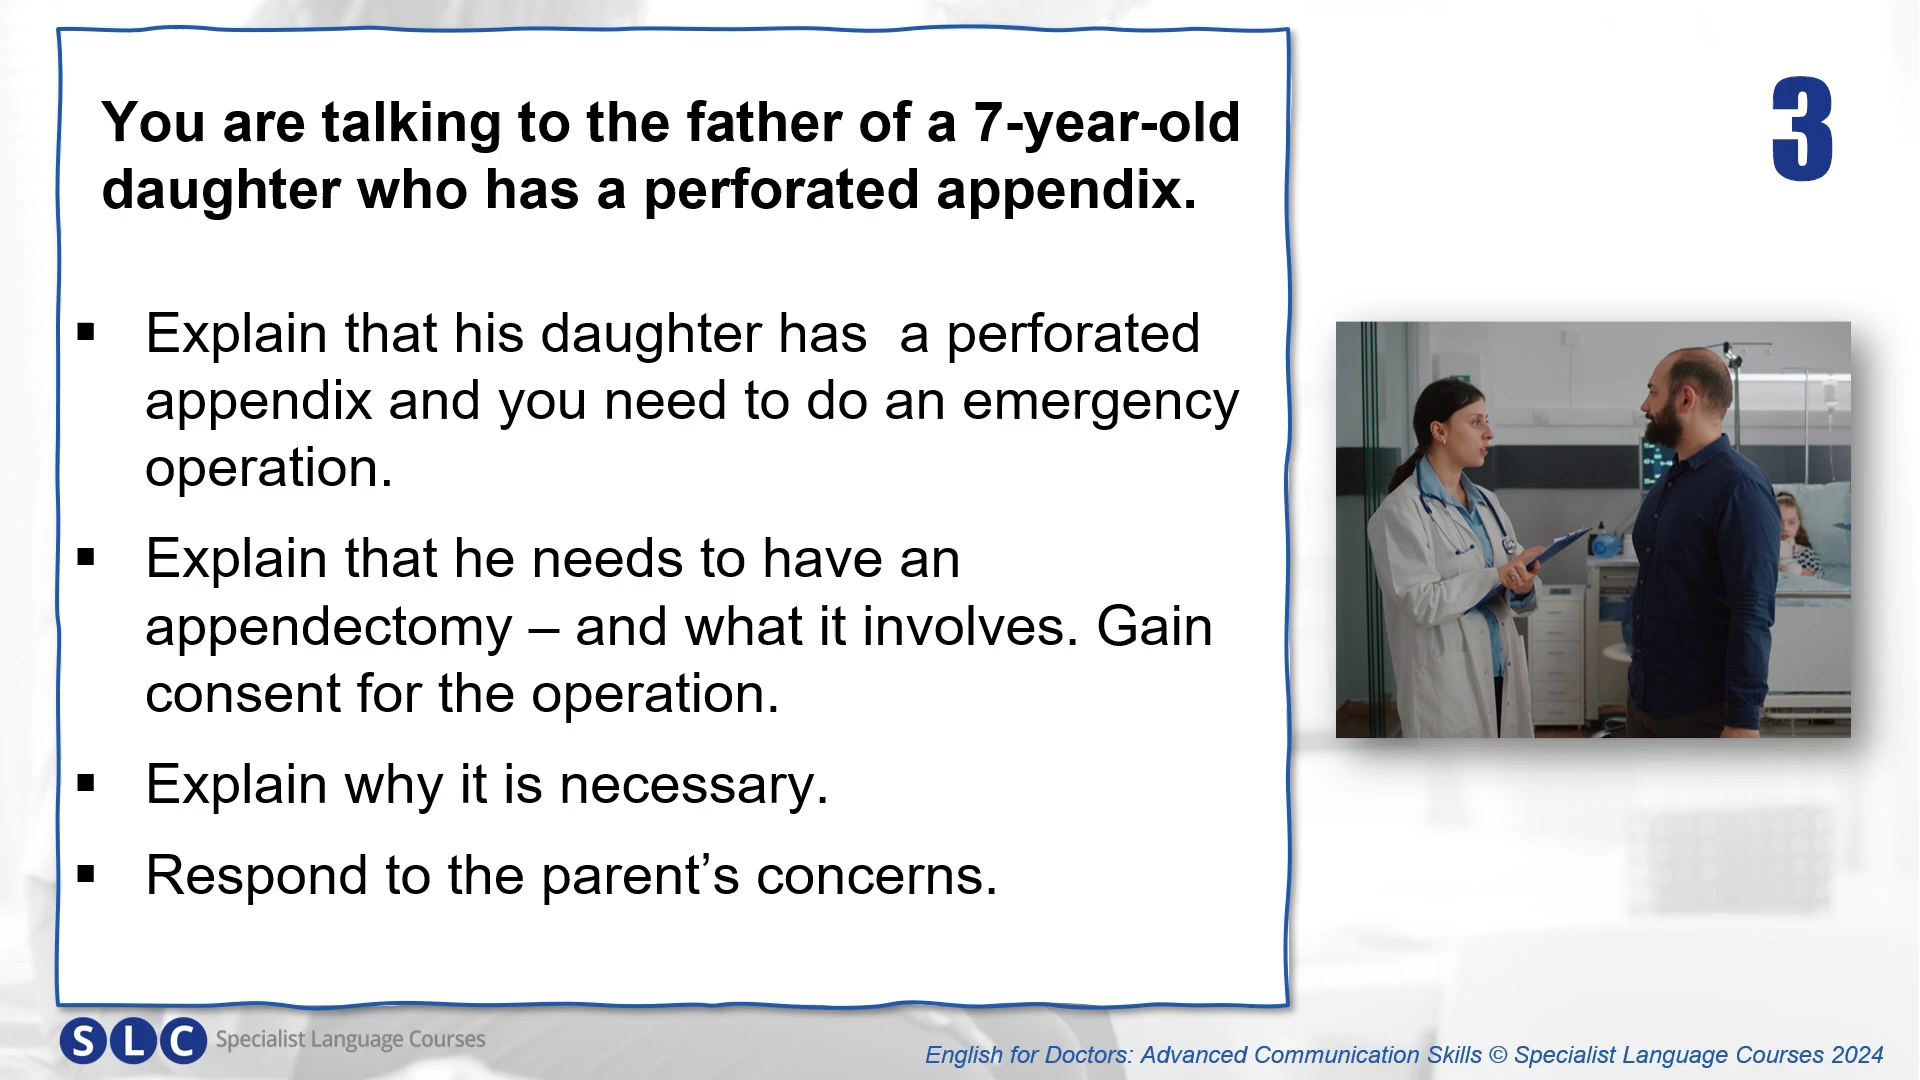 You are talking to the father of a 7-year-old
daughter who has a perforated appendix.
3
▪ Explain that his daughter has  a perforated
appendix and you need to do an emergency
operation.
▪ Explain that he needs to have an
appendectomy – and what it involves. Gain
consent for the operation.
▪ Explain why it is necessary.
▪ Respond to the parent’s concerns.
SLC Specialist Language Courses
English for Doctors: Advanced Communication Skills © Specialist Language Courses 2024